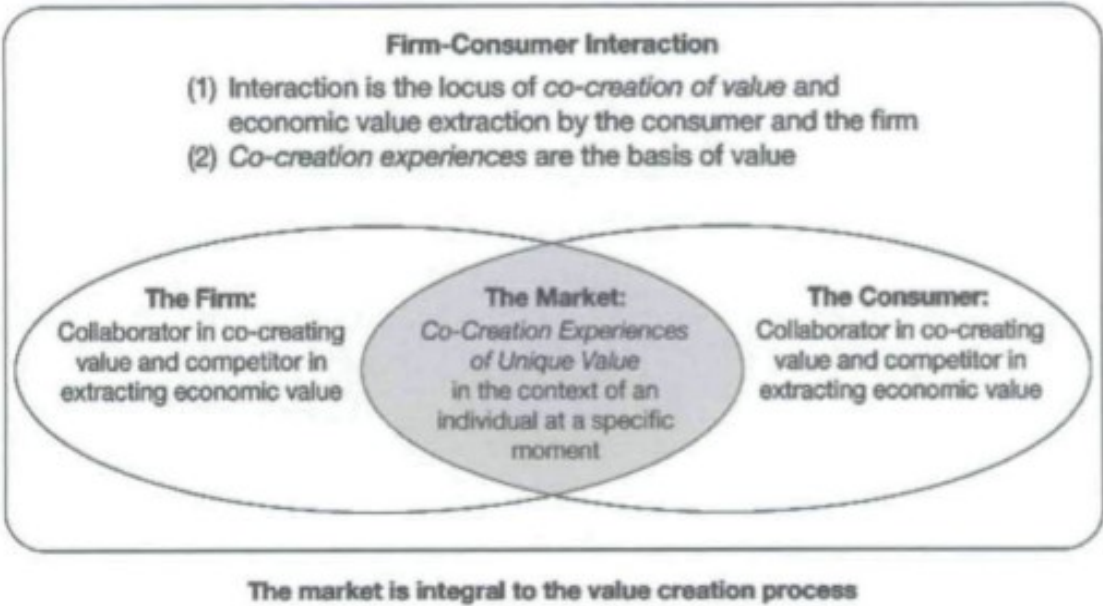 Firm-Consumer Interaction
(1) Interaction is the locus of co-creation of value and
economic value extraction by the consumer and the firm
(2) Co-creation experiences are the basis of value
The Firm:
Collaborator in co-creating
value and competitor in
extracting economic value
The Market:
Co-Creation Experiences
of Unique Value
in the context of an
individual at a specific
moment
The Consumer:
Collaborator in co-creating
value and competitor in
extracting economic value
The market is integral to the value creation process